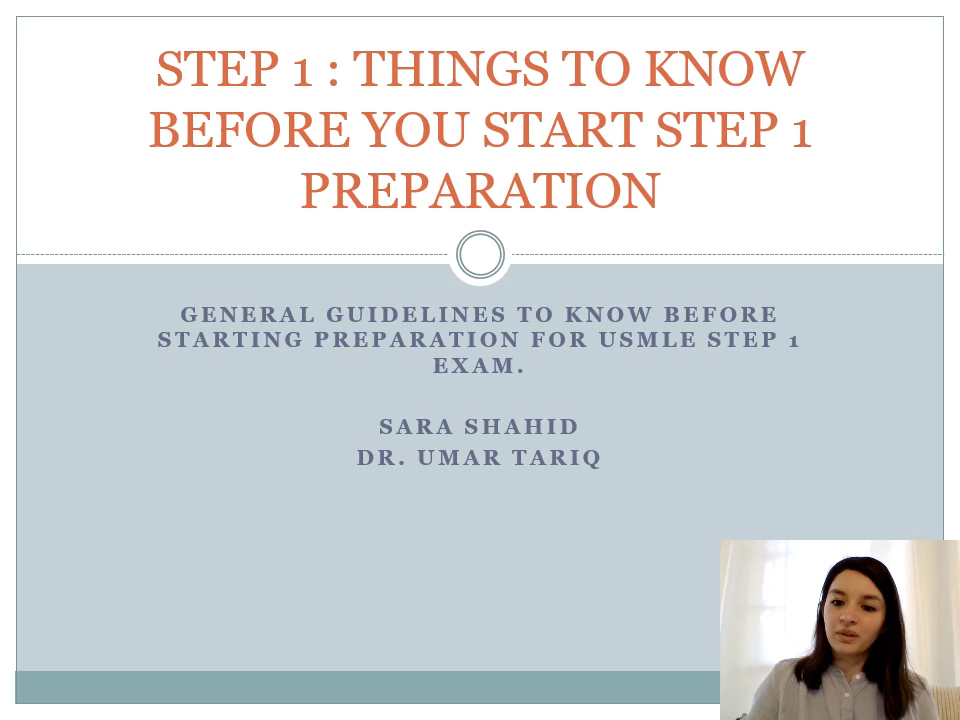 STEP 1 : THINGS TO KNOW
BEFORE YOU START STEP 1
PREPARATION
GENERAL GUIDELINES TO KNOW BEFORE
STARTING PREPARATION FOR USMLE STEP 1
EXAM.
SARA SHAHID
DR. UMAR TARIQ